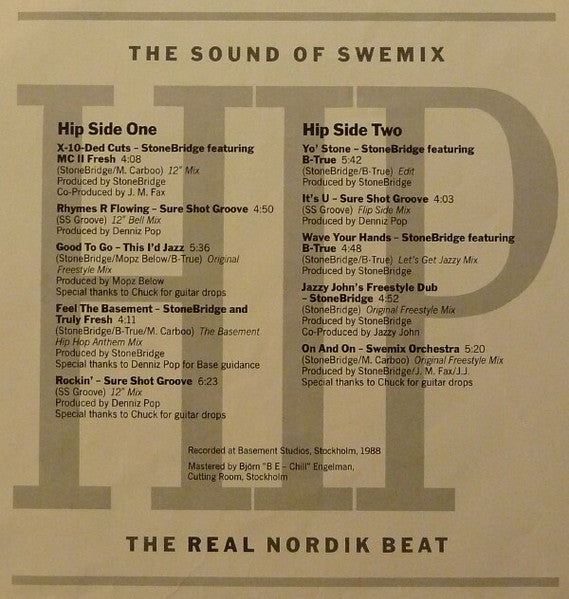 THE SOUND OF SWEMIX
HIP
Hip Side One
X-10-Ded Cuts – StoneBridge featuring
MC II Fresh 4:08
(StoneBridge/M. Carboo) 12" Mix
Produced by StoneBridge
Co-Produced by J. M. Fax
Rhymes R Flowing – Sure Shot Groove 4:50
(SS Groove) 12" Bell Mix
Produced by Denniz Pop
Good To Go – This I'd Jazz 5:36
(StoneBridge/Mopz Below/B-True) Original
Freestyle Mix
Produced by Mopz Below
Special thanks to Chuck for guitar drops
Feel The Basement – StoneBridge and
Truly Fresh 4:11
(StoneBridge/B-True/M. Carboo) The Basement
Hip Hop Anthem Mix
Produced by StoneBridge
Special thanks to Denniz Pop for Base guidance
Rockin' – Sure Shot Groove 6:23
(SS Groove) 12" Mix
Produced by Denniz Pop
Special thanks to Chuck for guitar drops
Hip Side Two
Yo' Stone – StoneBridge featuring
B-True 5:42
(StoneBridge/B-True) Edit
Produced by StoneBridge
It's U – Sure Shot Groove 4:03
(SS Groove) Flip Side Mix
Produced by Denniz Pop
Wave Your Hands – StoneBridge featuring
B-True 4:48
(StoneBridge/B-True) Let's Get Jazzy Mix
Produced by StoneBridge
Jazzy John's Freestyle Dub
– StoneBridge 4:52
(StoneBridge) Original Freestyle Mix
Produced by StoneBridge
Co-Produced by Jazzy John
On And On – Swemix Orchestra 5:20
(StoneBridge/M. Carboo) Original Freestyle Mix
Produced by StoneBridge/J. M. Fax/J.J.
Special thanks to Chuck for guitar drops
Recorded at Basement Studios, Stockholm, 1988
Mastered by Björn "B E – Chill" Engelman,
Cutting Room, Stockholm
THE REAL NORDIK BEAT